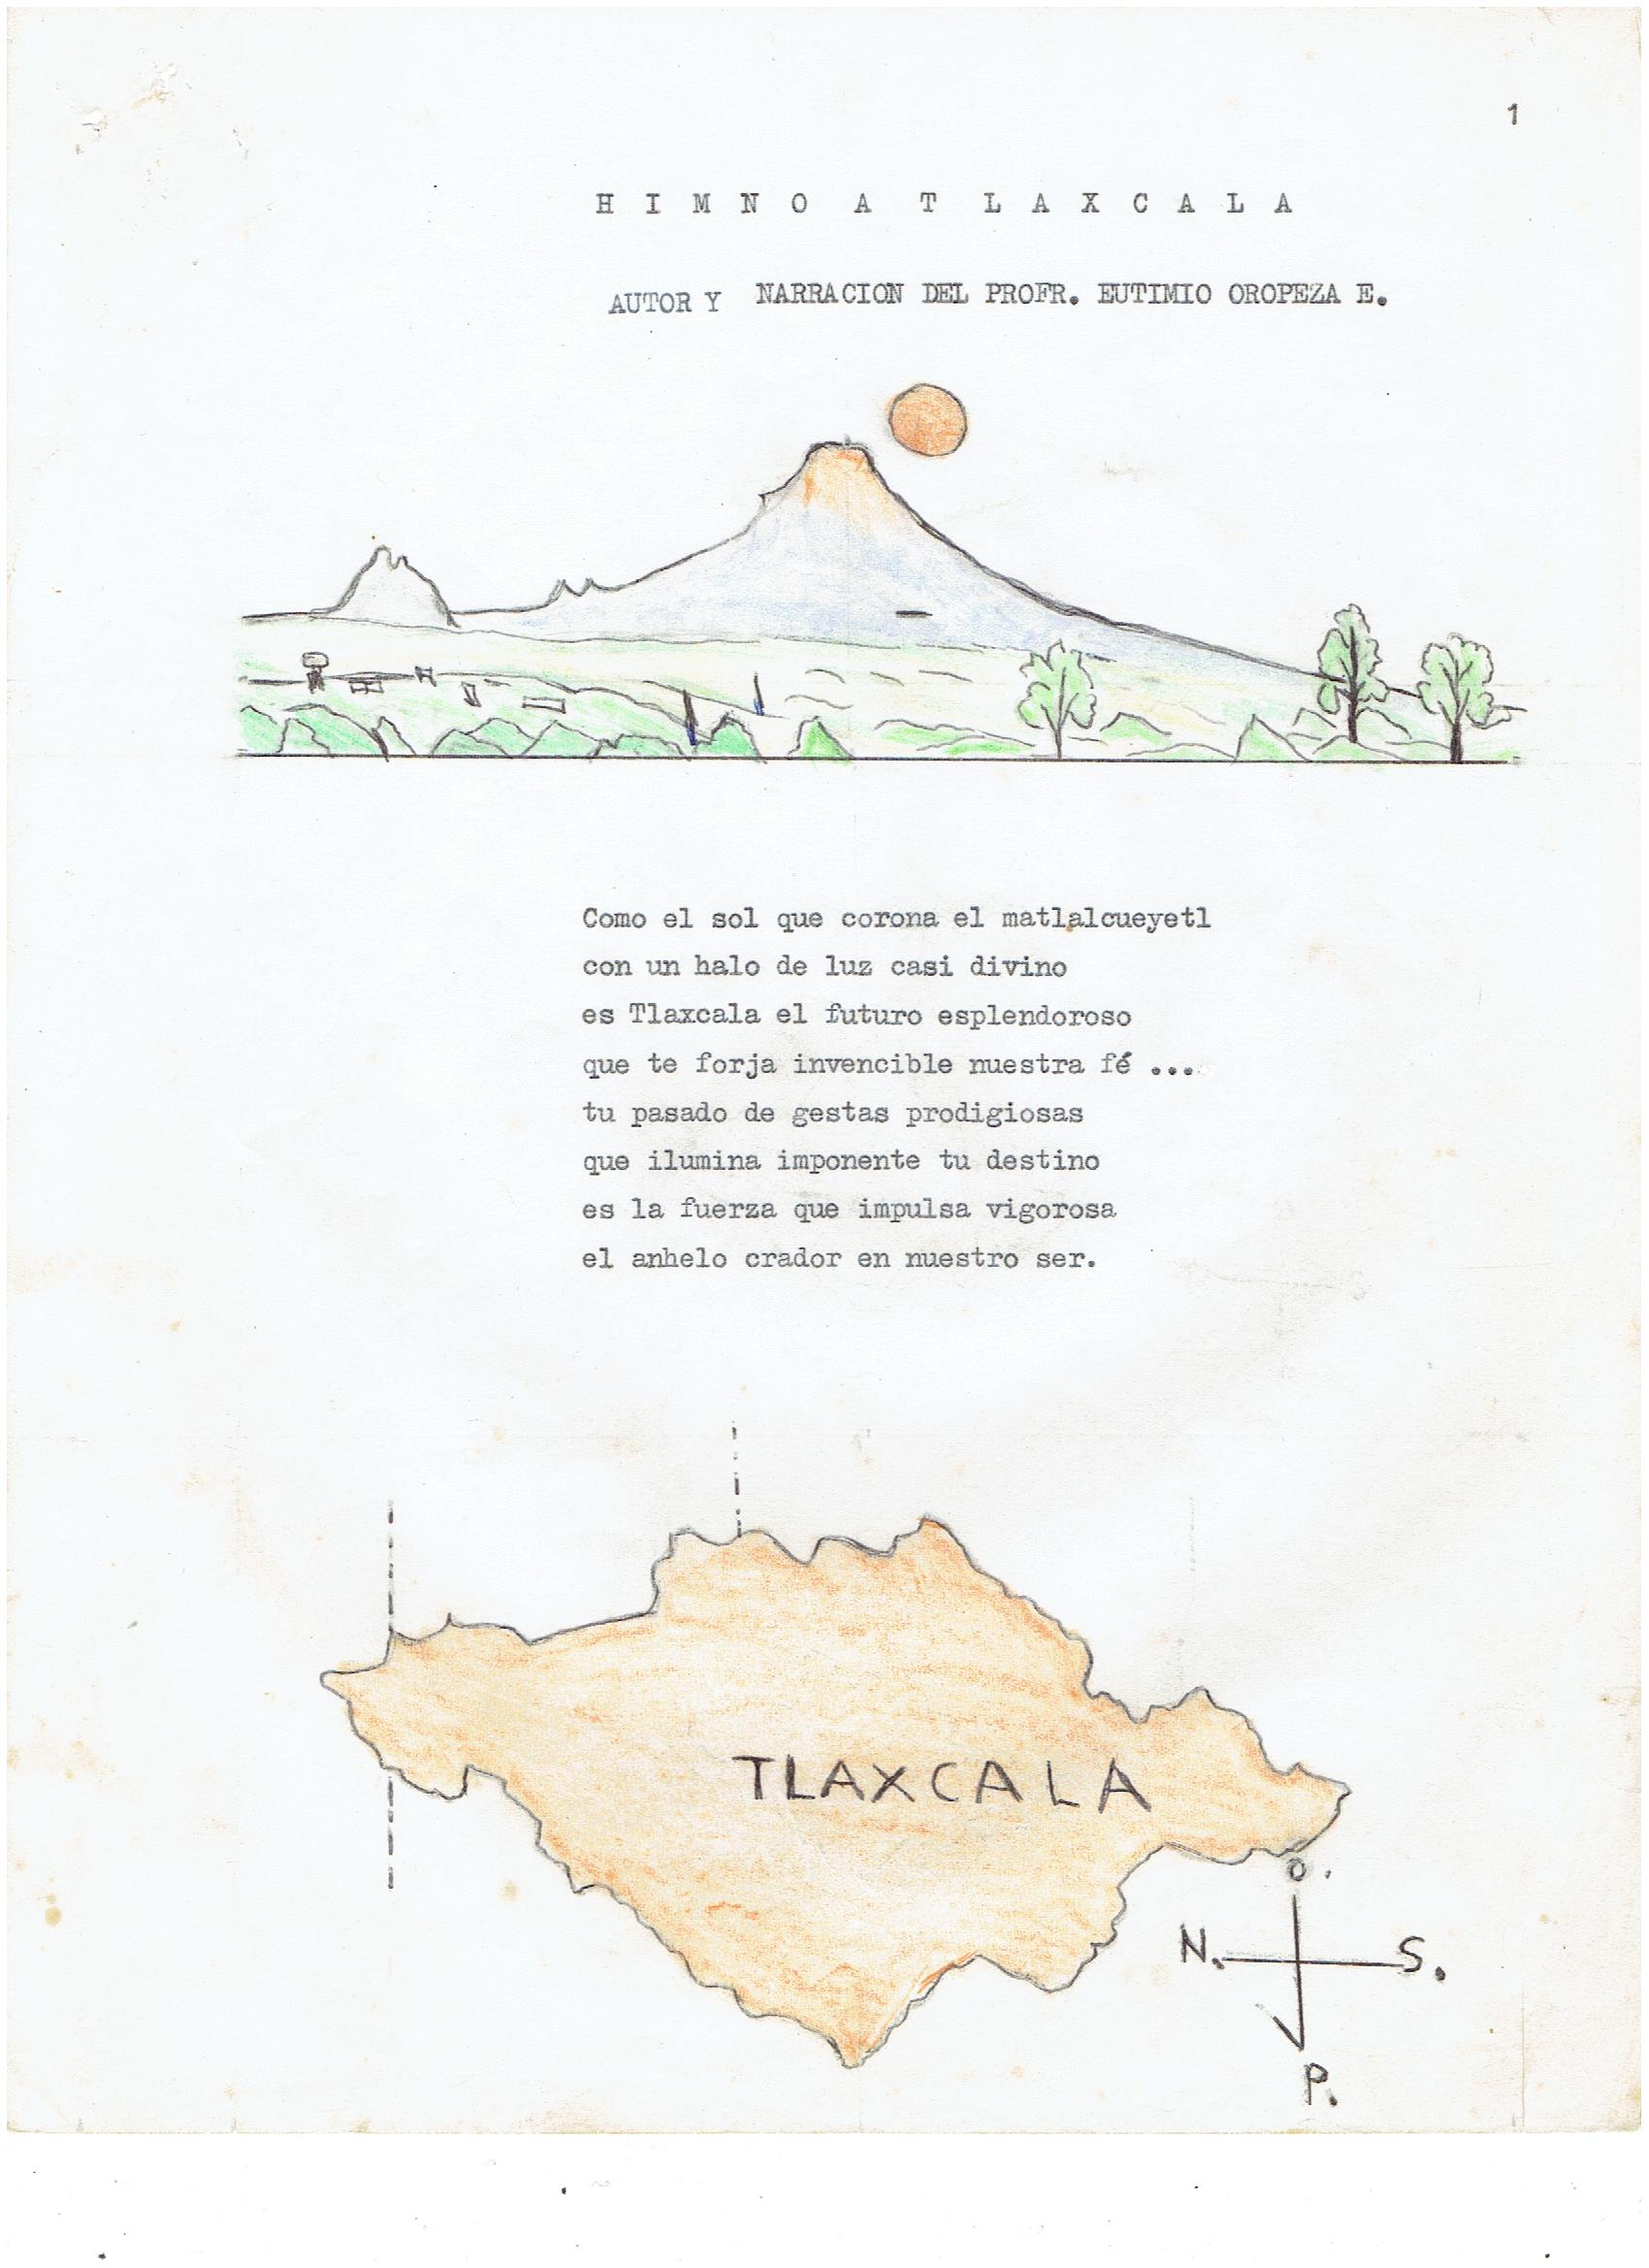 1
H I M N O A T L A X C A L A
AUTOR Y NARRACION DEL PROFR. EUTIMIO OROPEZA E.
Como el sol que corona el matlalcueyetl
con un halo de luz casi divino
es Tlaxcala el futuro esplendoroso
que te forja invencible nuestra fé ...
tu pasado de gestas prodigiosas
que ilumina imponente tu destino
es la fuerza que impulsa vigorosa
el anhelo crador en nuestro ser.
TLAXCALA
O.
N. S.
P.